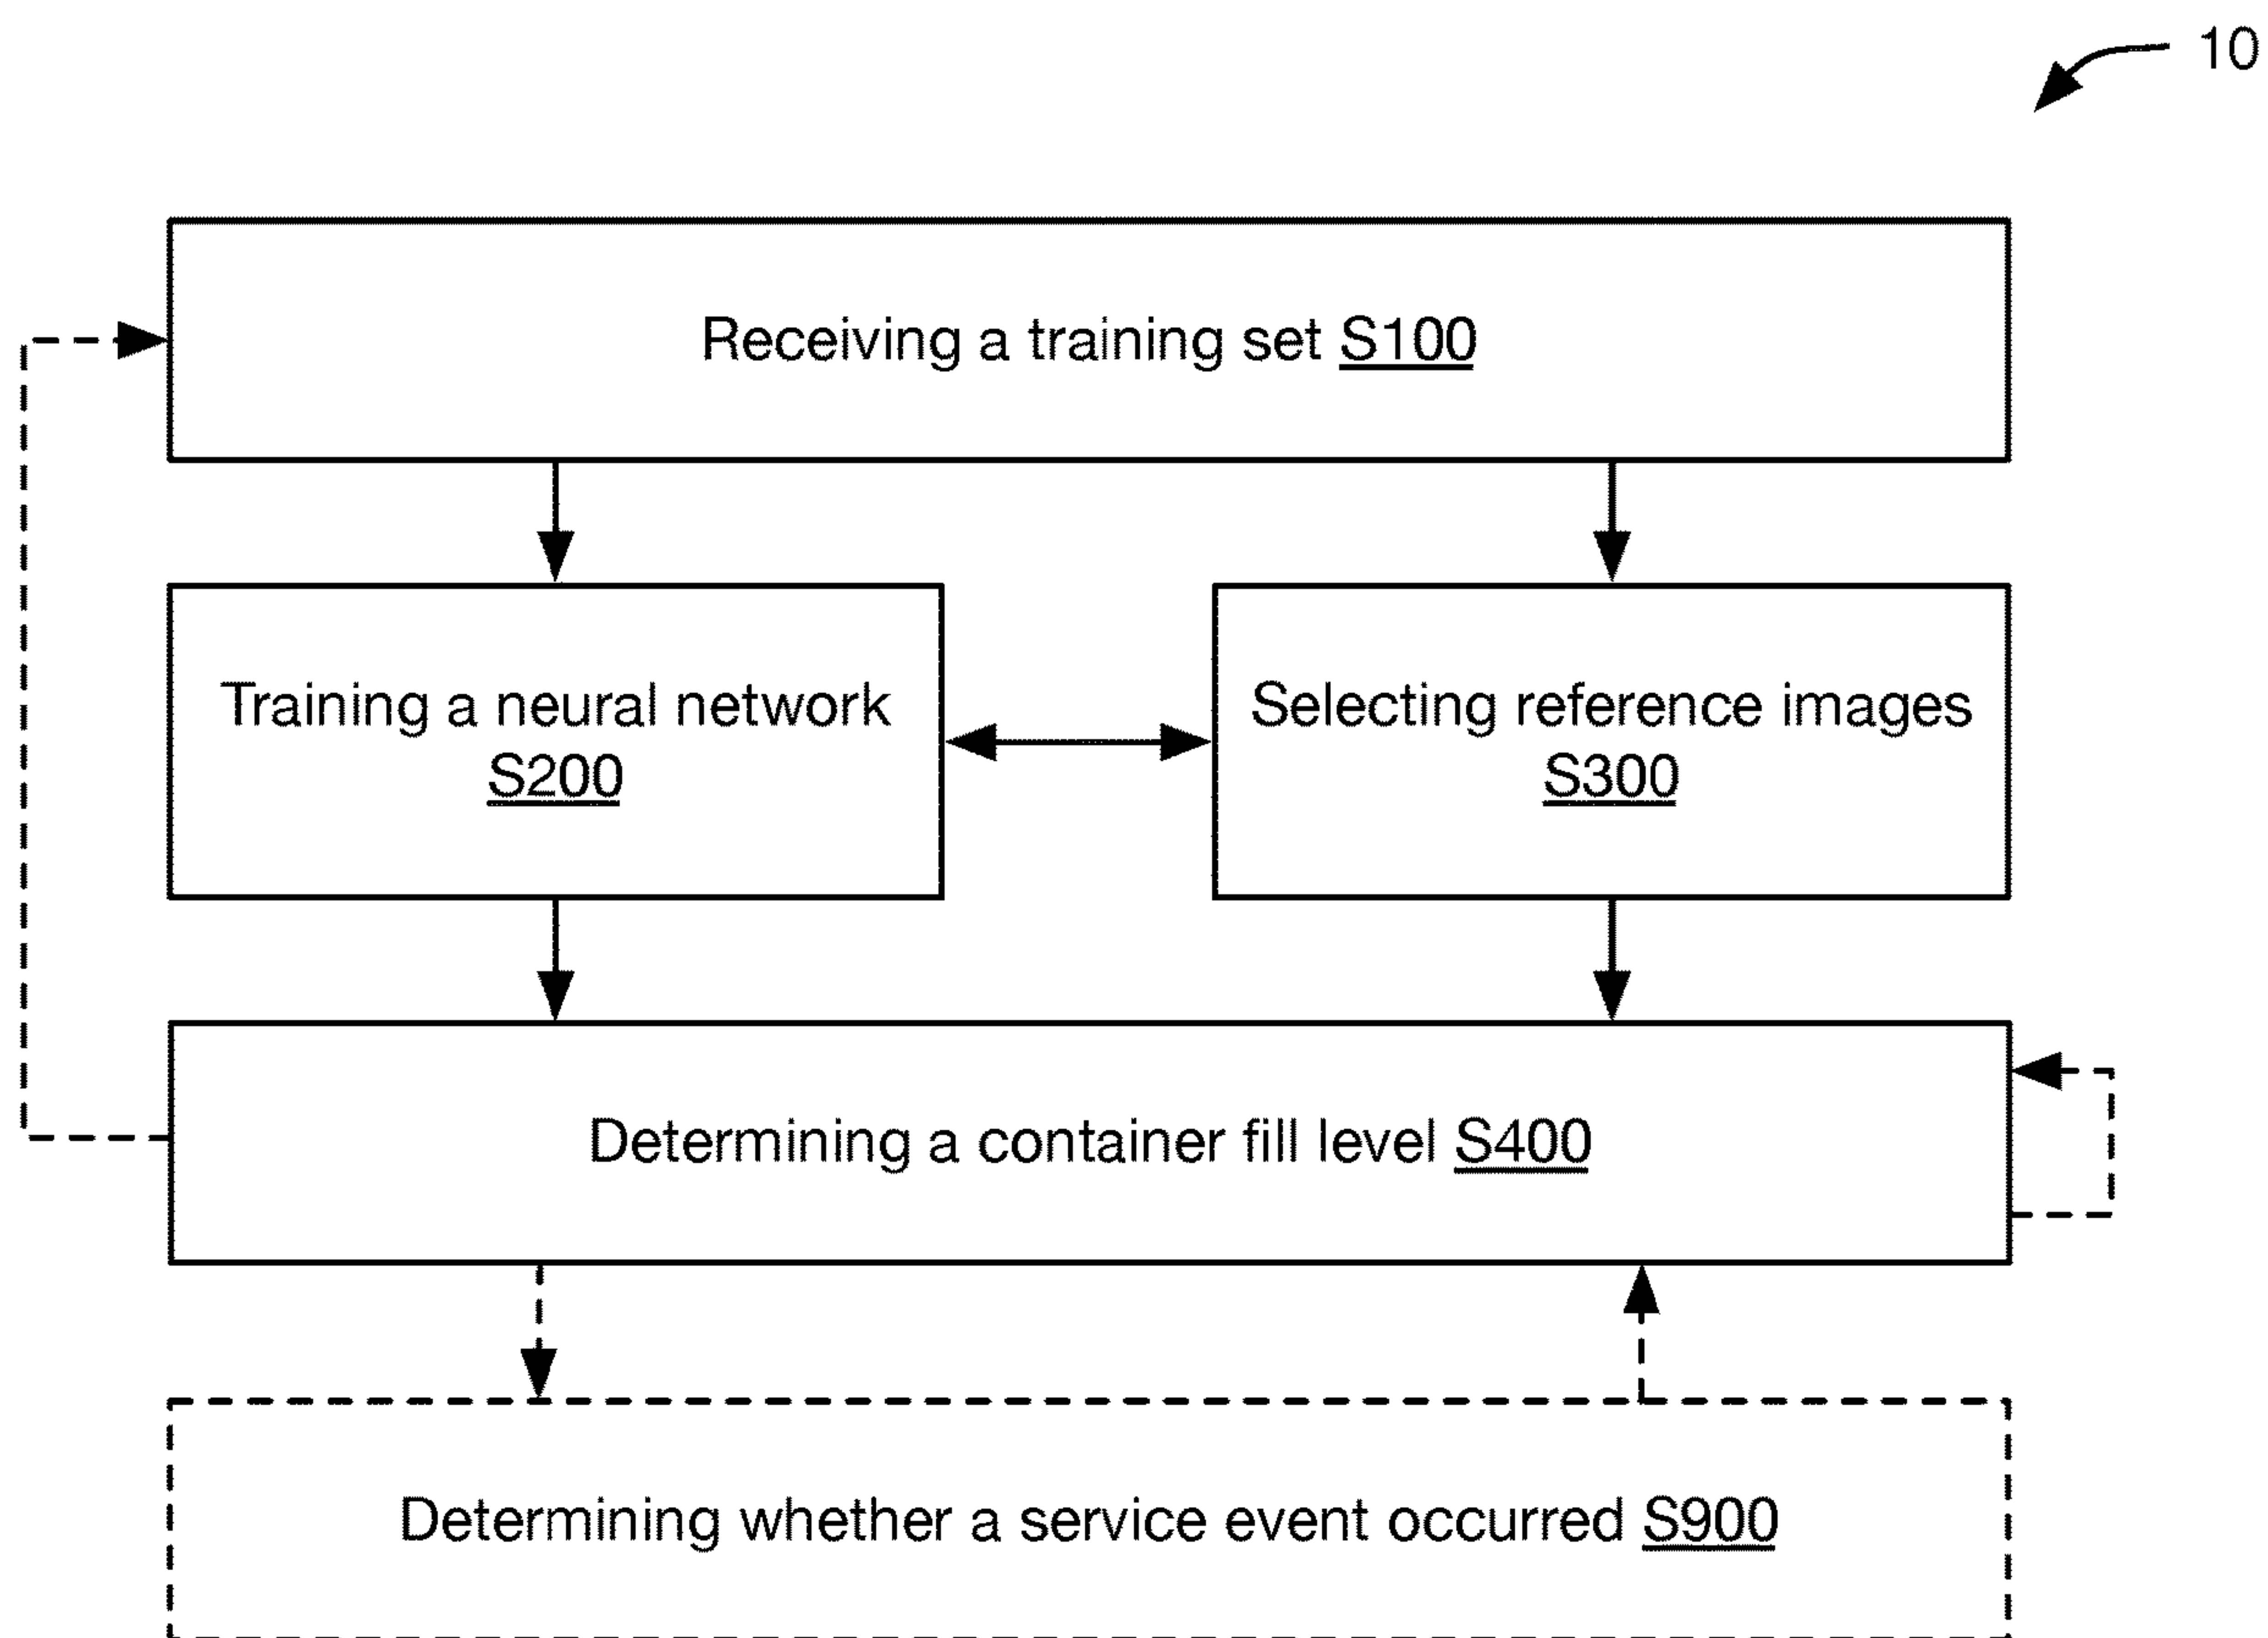 10
Receiving a training set S100
Training a neural network
S200
Selecting reference images
S300
Determining a container fill level S400
Determining whether a service event occurred S900